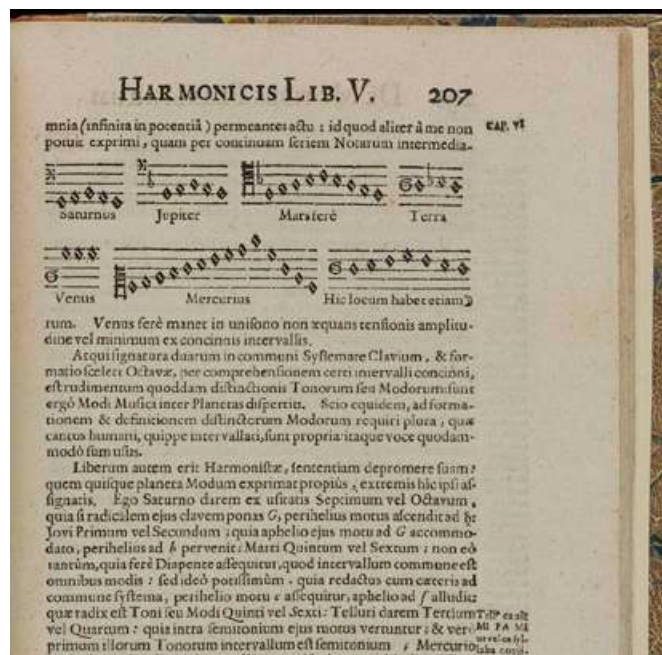 HARMONICIS LIB. V. 207
mnia (infinita in potentiâ) permeantes actu : id quod aliter à me non CAP. VI
potuit exprimi, quam per continuam seriem Notarum intermedia-
Saturnus Jupiter Mars ferè Terra
Venus Mercurius Hic locum habet etiam ☽
rum. Venus ferè manet in unisono non æquans tensionis amplitu-
dine vel minimum ex concinnis intervallis.
Atqui signatura duarum in communi Systemate Clavium, & for-
matio sceleti Octavæ, per comprehensionem certi intervalli concinni,
est rudimentum quoddam distinctionis Tonorum seu Modorum: sunt
ergò Modi Musici inter Planetas dispertiti. Scio equidem, ad forma-
tionem & definitionem distinctorum Modorum requiri plura, quæ
cantus humani, quippe intervallati, sunt propria: itaque voce quodam-
modò sum usus.
Liberum autem erit Harmonistæ, sententiam depromere suam:
quem quisque planeta Modum exprimat propiùs, extremis hic ipsi as-
signatis. Ego Saturno darem ex usitatis Septimum vel Octavum,
quia si radicalem ejus clavem ponas G, perihelius motus ascendit ad ♮:
Jovi Primum vel Secundum : quia aphelio ejus motu ad G accommo-
dato, perihelius ad b pervenit: Marti Quintum vel Sextum : non eò
tantùm, quia ferè Diapente assequitur, quod intervallum commune est
omnibus modis : sed ideò potissimùm, quia redactus cum cæteris ad
commune systema, perihelio motu c assequitur, aphelio ad f alludit:
quæ radix est Toni seu Modi Quinti vel Sexti: Telluri darem Tertium
vel Quartum : quia intra semitonium ejus motus vertuntur; & verò MI FA MI
primum illorum Tonorum intervallum est semitonium : Mercurio